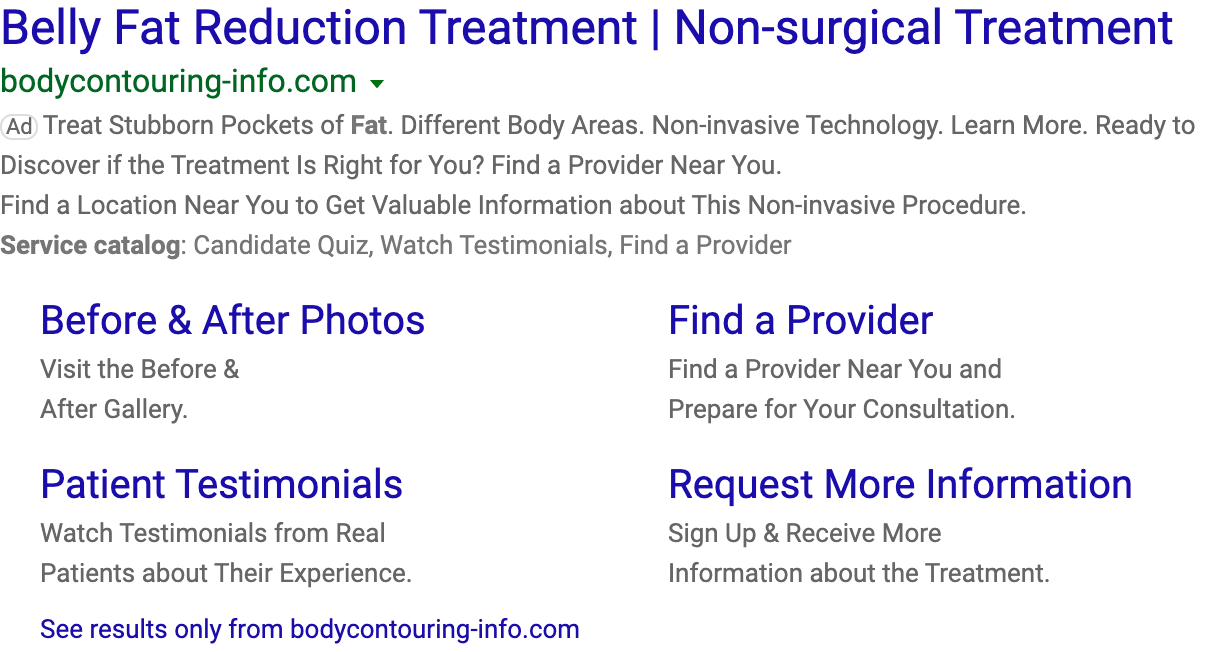 Belly Fat Reduction Treatment | Non-surgical Treatment
bodycontouring-info.com
Ad Treat Stubborn Pockets of Fat. Different Body Areas. Non-invasive Technology. Learn More. Ready to
Discover if the Treatment Is Right for You? Find a Provider Near You.
Find a Location Near You to Get Valuable Information about This Non-invasive Procedure.
Service catalog: Candidate Quiz, Watch Testimonials, Find a Provider
Before & After Photos
Visit the Before &
After Gallery.
Find a Provider
Find a Provider Near You and
Prepare for Your Consultation.
Patient Testimonials
Watch Testimonials from Real
Patients about Their Experience.
Request More Information
Sign Up & Receive More
Information about the Treatment.
See results only from bodycontouring-info.com